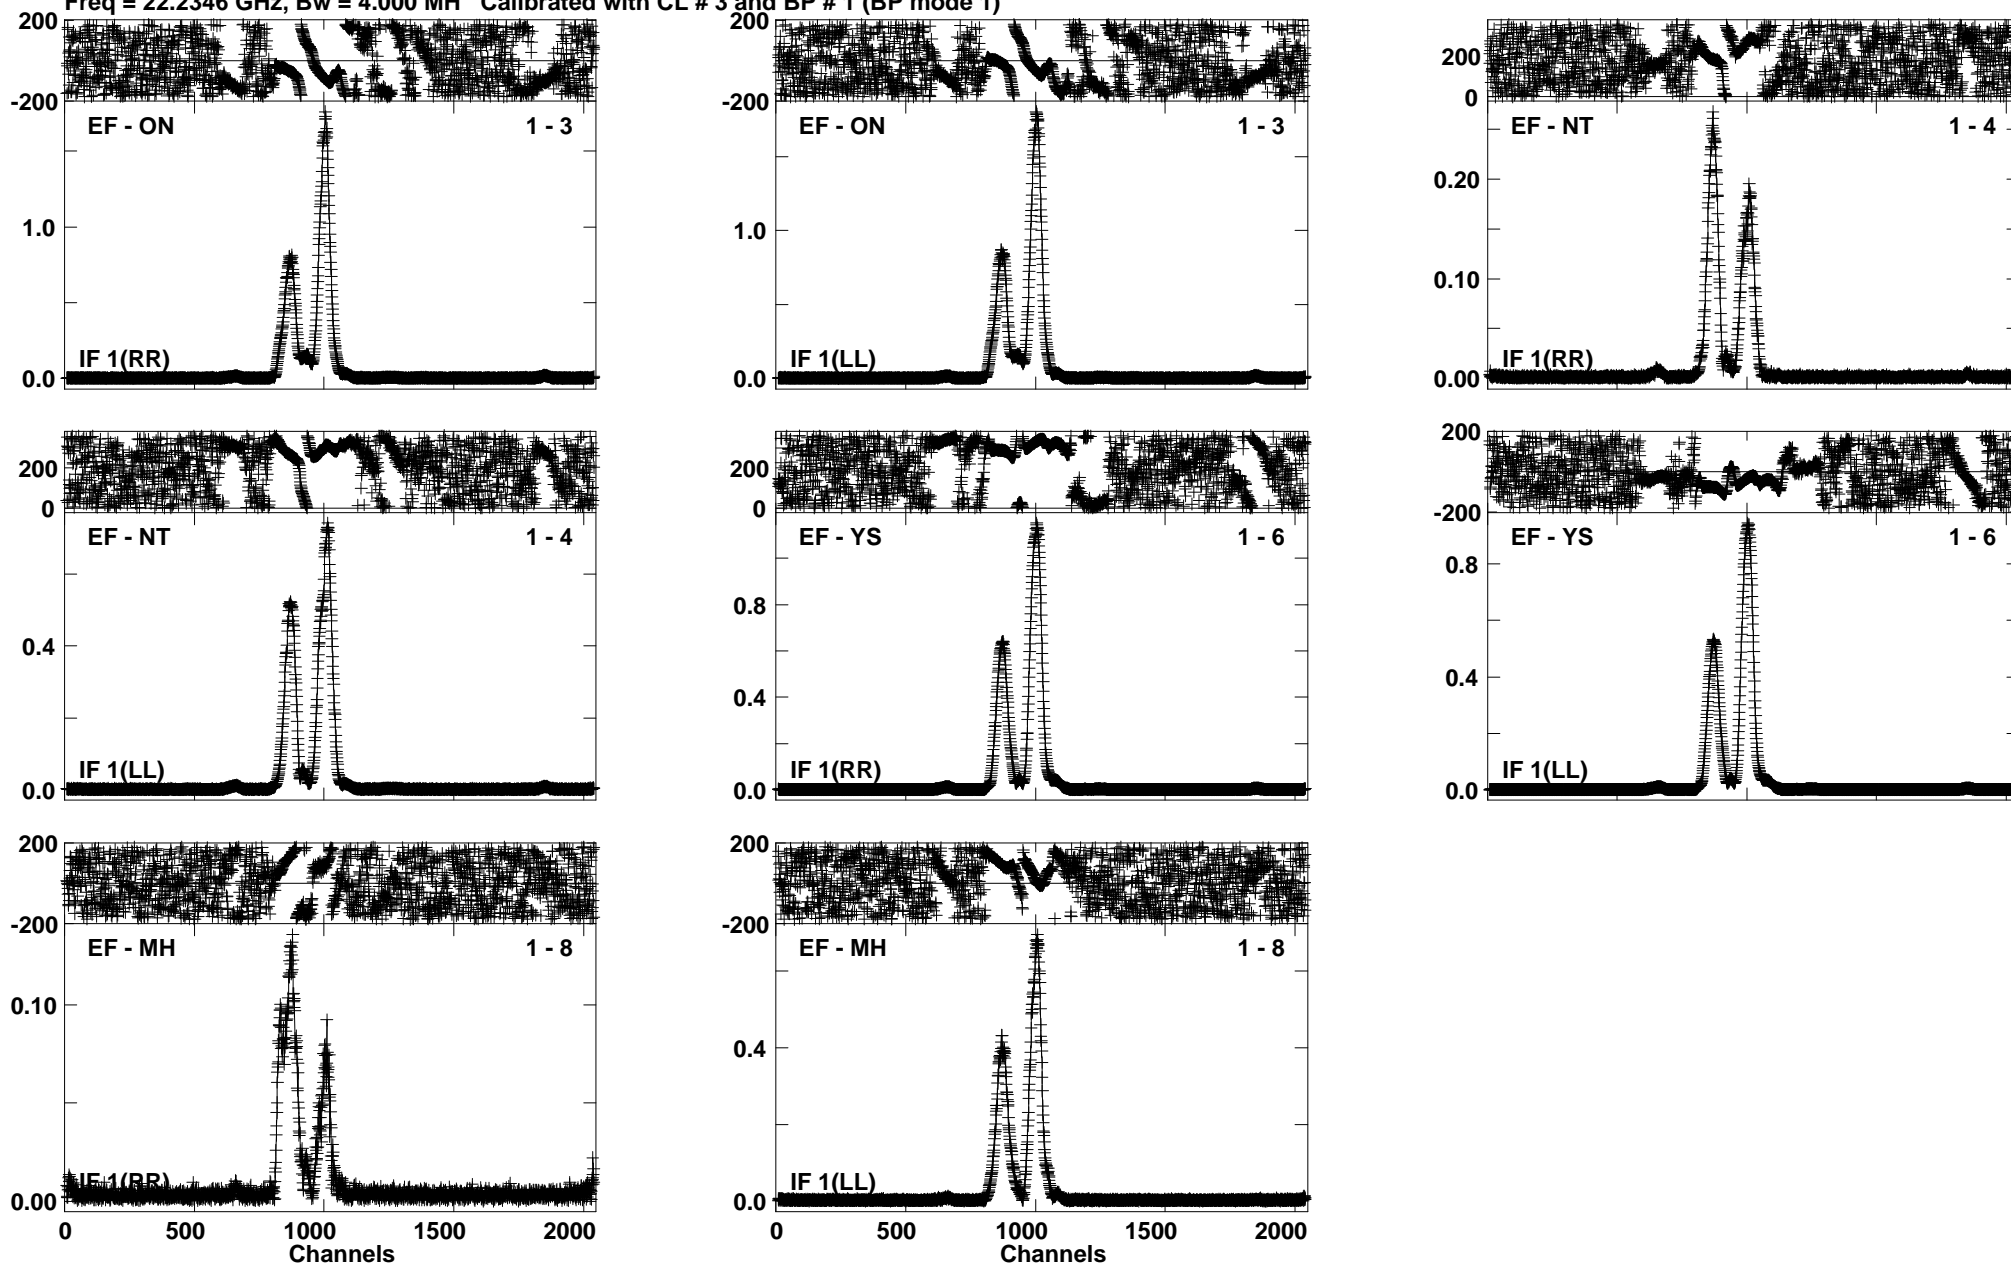 Freq = 22.2346 GHz, Bw = 4.000 MH Calibrated with CL # 3 and BP # 1 (BP mode 1)
200 200
-200 -200 200 0
EF - ON 1 - 3 EF - ON 1 - 3 EF - NT 1 - 4
0.20
1.0 1.0
0.10
IF 1(RR) IF 1(LL) IF 1(RR)
0.0 0.0 0.00
200 0 200 0 200 -200
EF - NT 1 - 4 EF - YS 1 - 6 EF - YS 1 - 6
0.8 0.8
0.4 0.4 0.4
IF 1(LL) IF 1(RR) IF 1(LL)
0.0 0.0 0.0
200 200
-200 -200
EF - MH 1 - 8 EF - MH 1 - 8
0.10 0.4
IF 1(RR) IF 1(LL)
0.00 0.0
0 500 1000 1500 2000 0 500 1000 1500 2000
Channels Channels